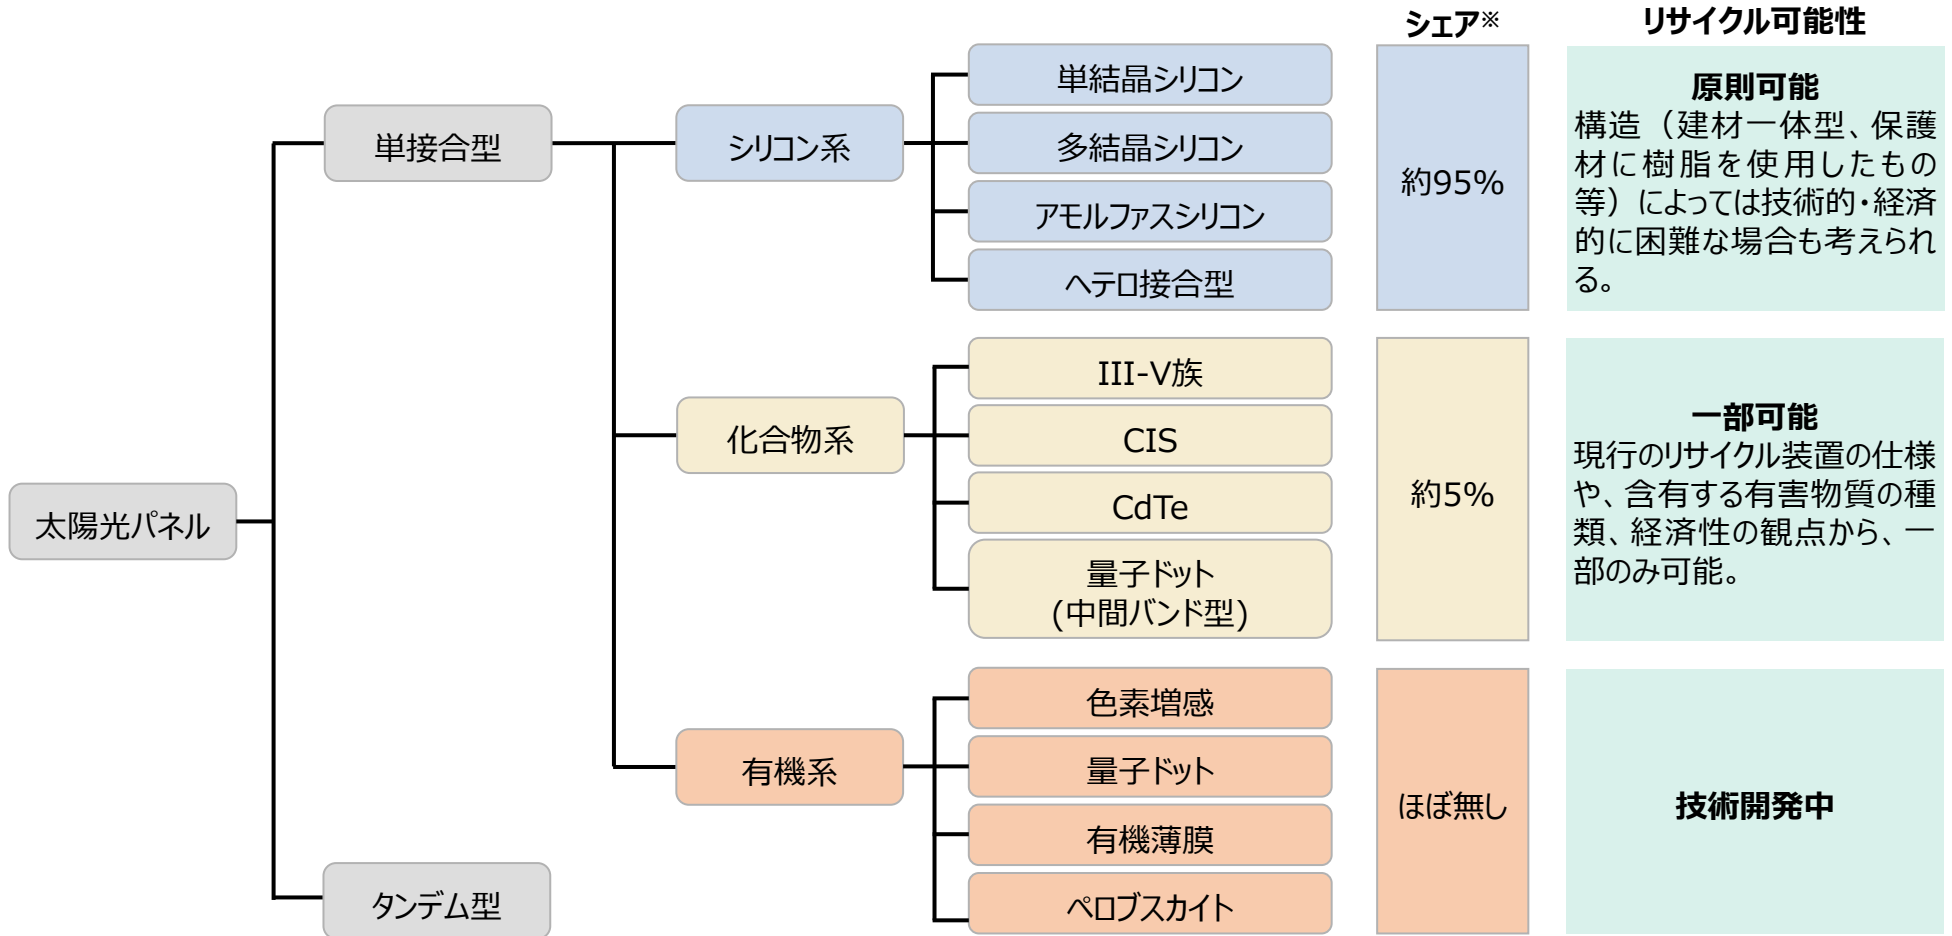 シェア※
リサイクル可能性
太陽光パネル
単接合型
タンデム型
シリコン系
単結晶シリコン
多結晶シリコン
アモルファスシリコン
ヘテロ接合型
約95%
原則可能
構造（建材一体型、保護
材に樹脂を使用したもの
等）によっては技術的・経済
的に困難な場合も考えられ
る。
化合物系
III-V族
CIS
CdTe
量子ドット
(中間バンド型)
約5%
一部可能
現行のリサイクル装置の仕様
や、含有する有害物質の種
類、経済性の観点から、一
部のみ可能。
有機系
色素増感
量子ドット
有機薄膜
ペロブスカイト
ほぼ無し
技術開発中